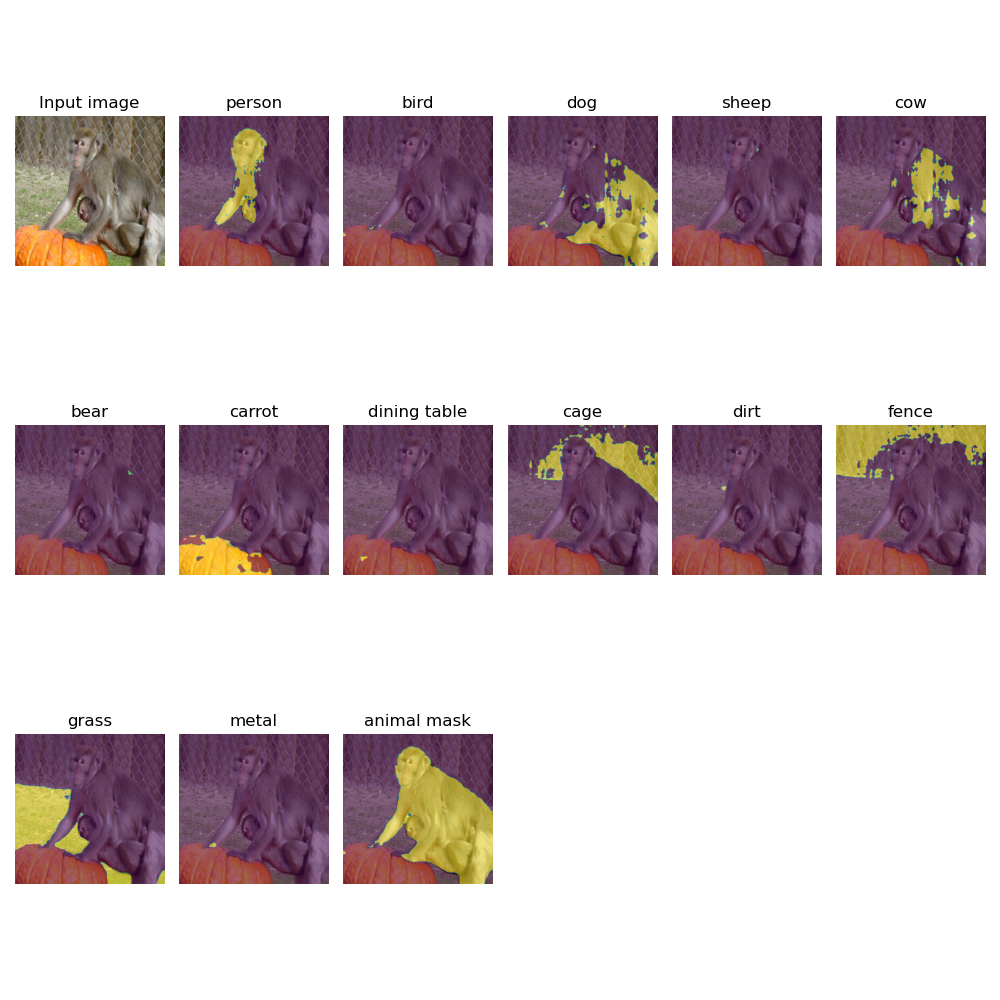 Input image
person
bird
dog
sheep
cow
bear
carrot
dining table
cage
dirt
fence
grass
metal
animal mask